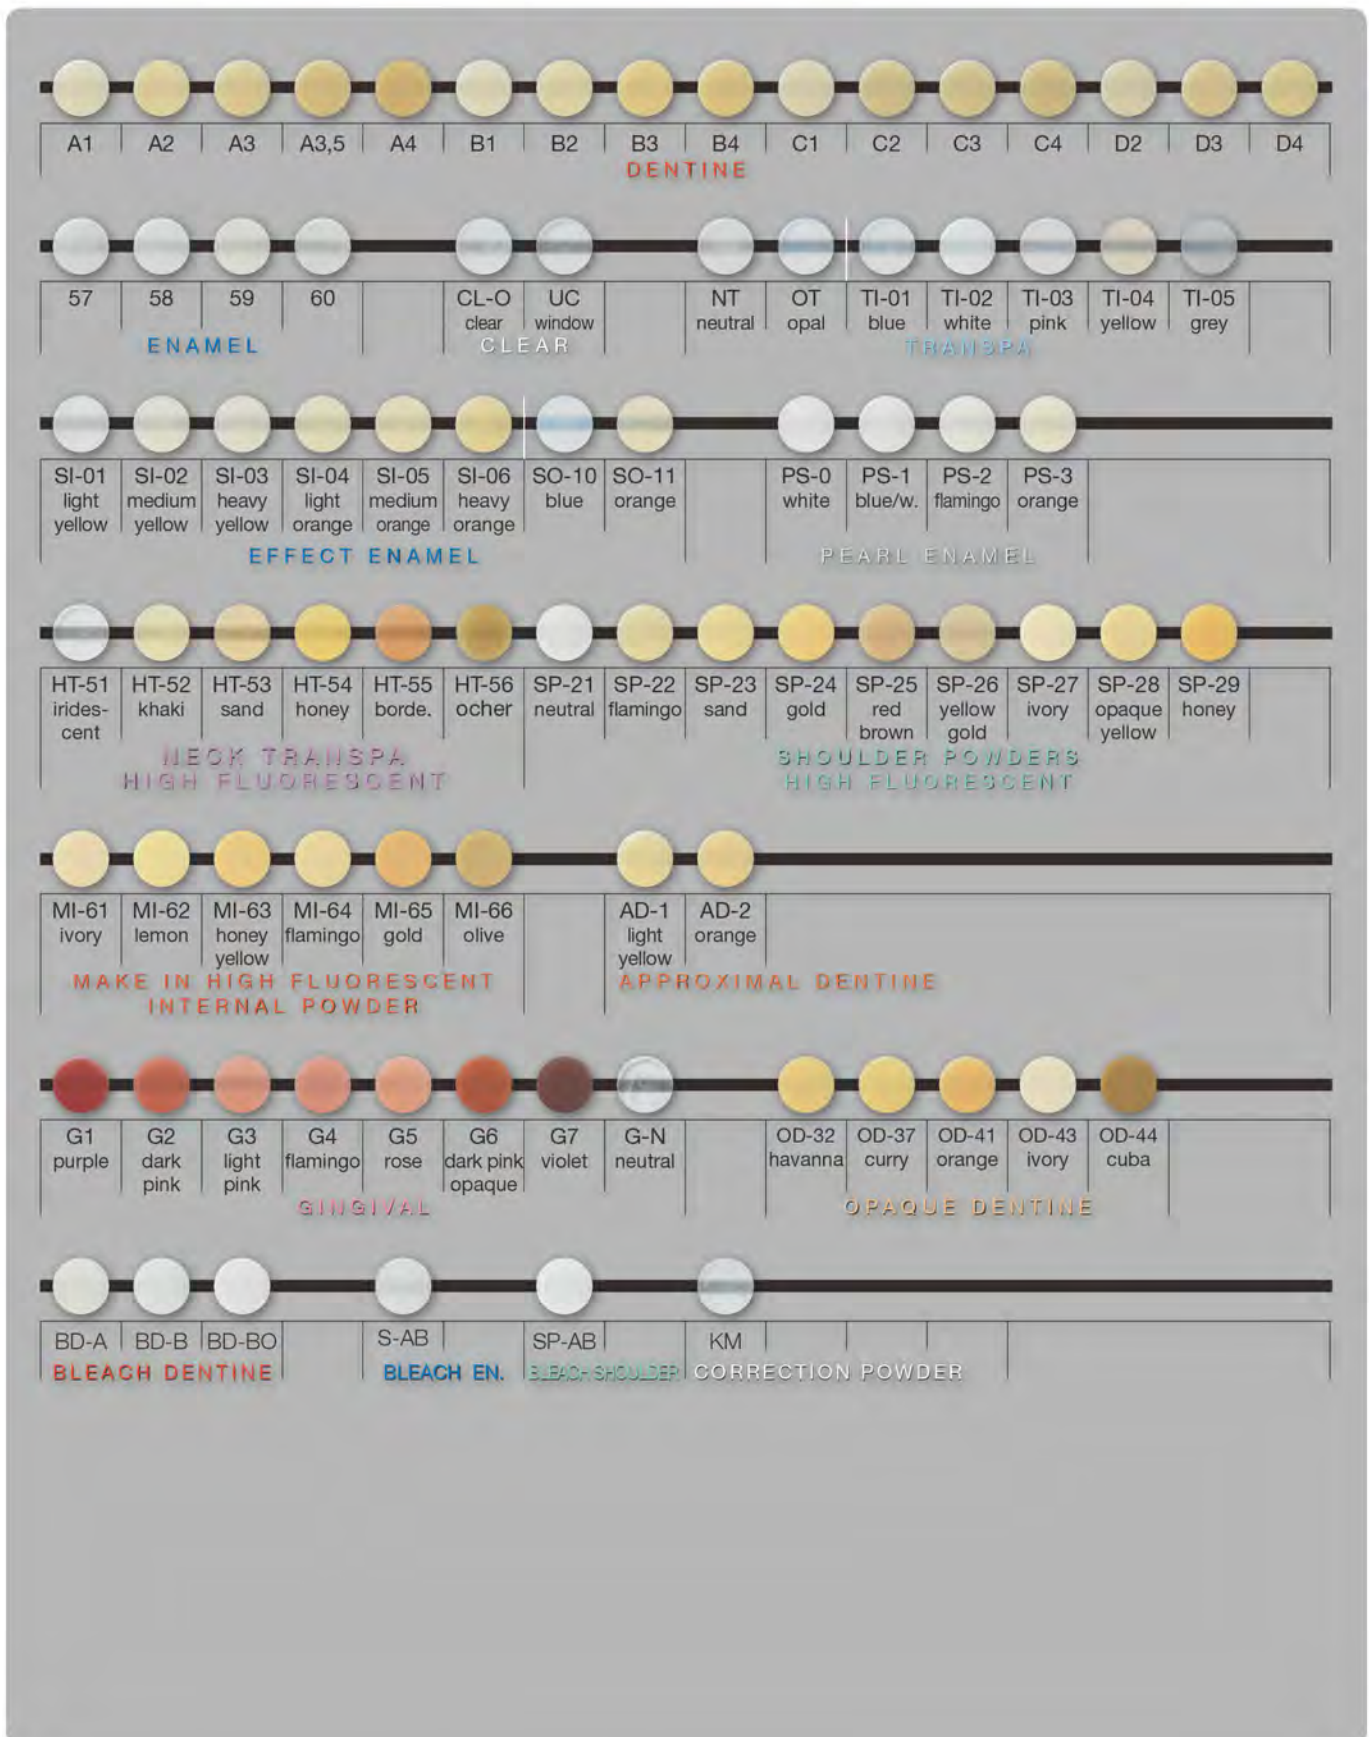 A1 A2 A3 A3,5 A4 B1 B2 B3 B4 C1 C2 C3 C4 D2 D3 D4
DENTINE
57 58 59 60 CL-O UC NT OT TI-01 TI-02 TI-03 TI-04 TI-05
clear window neutral opal blue white pink yellow grey
ENAMEL CLEAR TRANSPA
SI-01 SI-02 SI-03 SI-04 SI-05 SI-06 SO-10 SO-11 PS-0 PS-1 PS-2 PS-3
light medium heavy light medium heavy blue orange white blue/w. flamingo orange
yellow yellow yellow orange orange orange
EFFECT ENAMEL PEARL ENAMEL
HT-51 HT-52 HT-53 HT-54 HT-55 HT-56 SP-21 SP-22 SP-23 SP-24 SP-25 SP-26 SP-27 SP-28 SP-29
irides- khaki sand honey borde. ocher neutral flamingo sand gold red yellow ivory opaque honey
cent brown gold yellow
NECK TRANSPA SHOULDER POWDERS
HIGH FLUORESCENT HIGH FLUORESCENT
MI-61 MI-62 MI-63 MI-64 MI-65 MI-66 AD-1 AD-2
ivory lemon honey flamingo gold olive light orange
yellow yellow
MAKE IN HIGH FLUORESCENT APPROXIMAL DENTINE
INTERNAL POWDER
G1 G2 G3 G4 G5 G6 G7 G-N OD-32 OD-37 OD-41 OD-43 OD-44
purple dark light flamingo rose dark pink violet neutral havanna curry orange ivory cuba
pink pink opaque
GINGIVAL OPAQUE DENTINE
BD-A BD-B BD-BO S-AB SP-AB KM
BLEACH DENTINE BLEACH EN. BLEACH SHOULDER CORRECTION POWDER